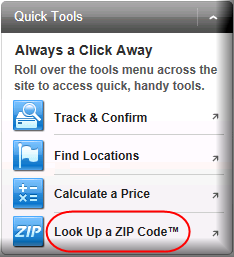 Quick Tools
Always a Click Away
Roll over the tools menu across the
site to access quick, handy tools.
Track & Confirm
Find Locations
Calculate a Price
ZIP Look Up a ZIP Code™